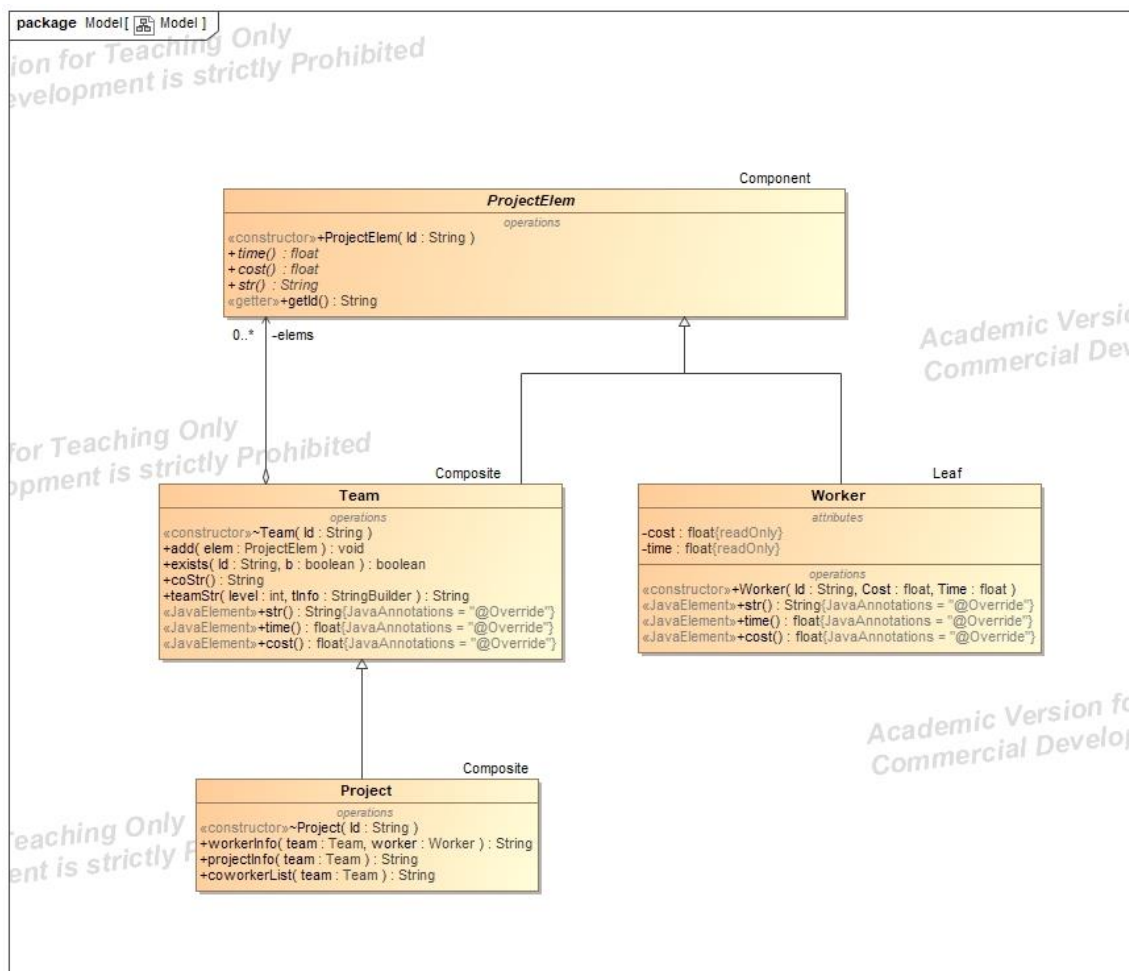 package Model[ Model ]
ion for Teaching Only
evelopment is strictly Prohibited
Component
ProjectElem
operations
«constructor»+ProjectElem( Id : String )
+time() : float
+cost() : float
+str() : String
«getter»+getId() : String
0..* -elems
Academic Versio
Commercial Dev
for Teaching Only
opment is strictly Prohibited
Composite
Team
operations
«constructor»~Team( Id : String )
+add( elem : ProjectElem ) : void
+exists( Id : String, b : boolean ) : boolean
+coStr() : String
+teamStr( level : int, tInfo : StringBuilder ) : String
«JavaElement»+str() : String{JavaAnnotations = "@Override"}
«JavaElement»+time() : float{JavaAnnotations = "@Override"}
«JavaElement»+cost() : float{JavaAnnotations = "@Override"}
Leaf
Worker
attributes
-cost : float{readOnly}
-time : float{readOnly}
operations
«constructor»+Worker( Id : String, Cost : float, Time : float )
«JavaElement»+str() : String{JavaAnnotations = "@Override"}
«JavaElement»+time() : float{JavaAnnotations = "@Override"}
«JavaElement»+cost() : float{JavaAnnotations = "@Override"}
Academic Version fo
Commercial Develop
Composite
Project
operations
«constructor»~Project( Id : String )
+workerInfo( team : Team, worker : Worker ) : String
+projectInfo( team : Team ) : String
+coworkerList( team : Team ) : String
Teaching Only
ent is strictly P